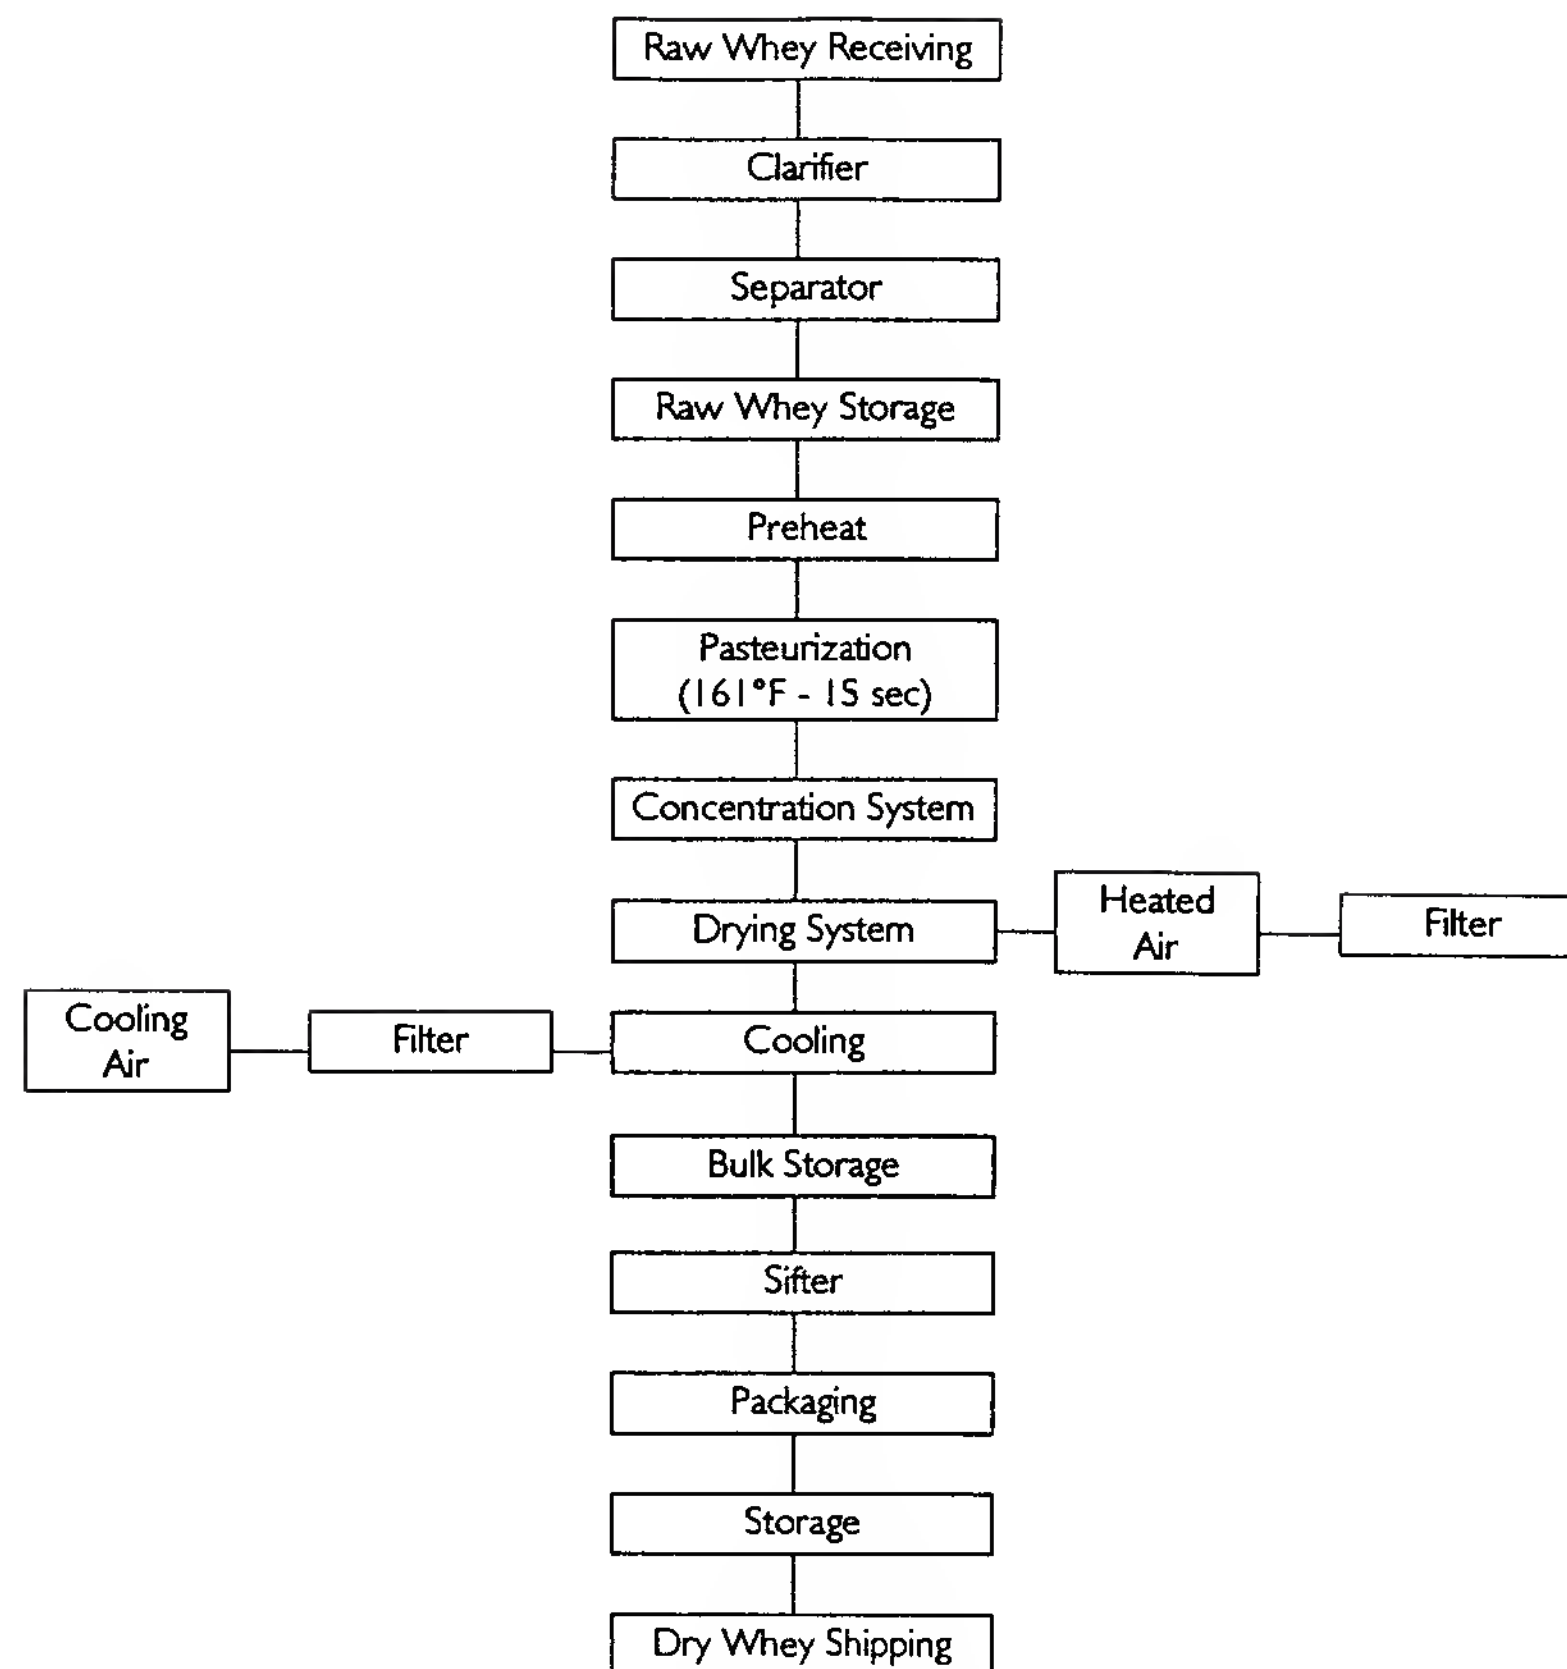 Raw Whey Receiving
Clarifier
Separator
Raw Whey Storage
Preheat
Pasteurization
(161°F - 15 sec)
Concentration System
Drying System
Heated
Air
Filter
Cooling
Air
Filter
Cooling
Bulk Storage
Sifter
Packaging
Storage
Dry Whey Shipping